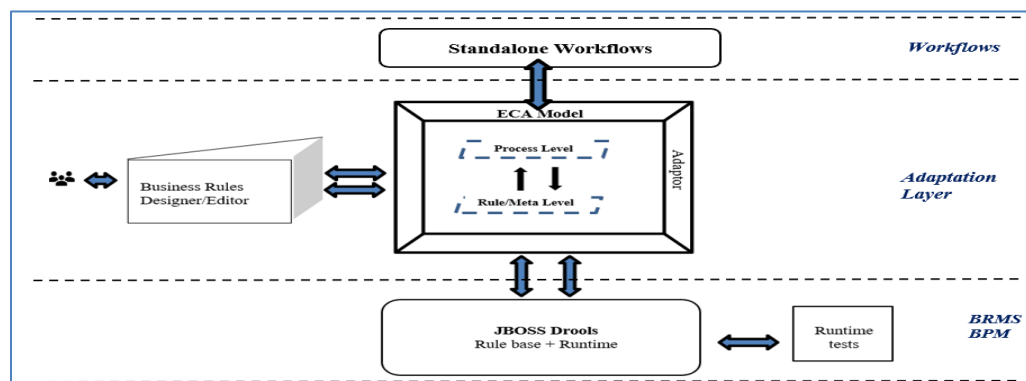 Standalone Workflows
Workflows
ECA Model
Process Level
Adaptor
Business Rules
Designer/Editor
Rule/Meta Level
Adaptation
Layer
JBOSS Drools
Rule base + Runtime
Runtime
tests
BRMS
BPM